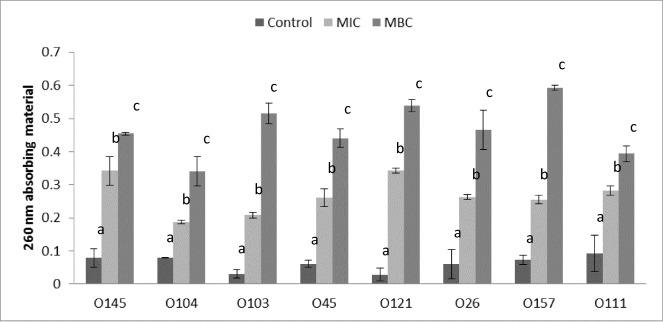 Control MIC MBC
0.7
0.6
0.5
0.4
0.3
0.2
0.1
0
260 nm absorbing material
a b c
a b c
a b c
a b c
a b c
a b c
a b c
a b c
O145 O104 O103 O45 O121 O26 O157 O111